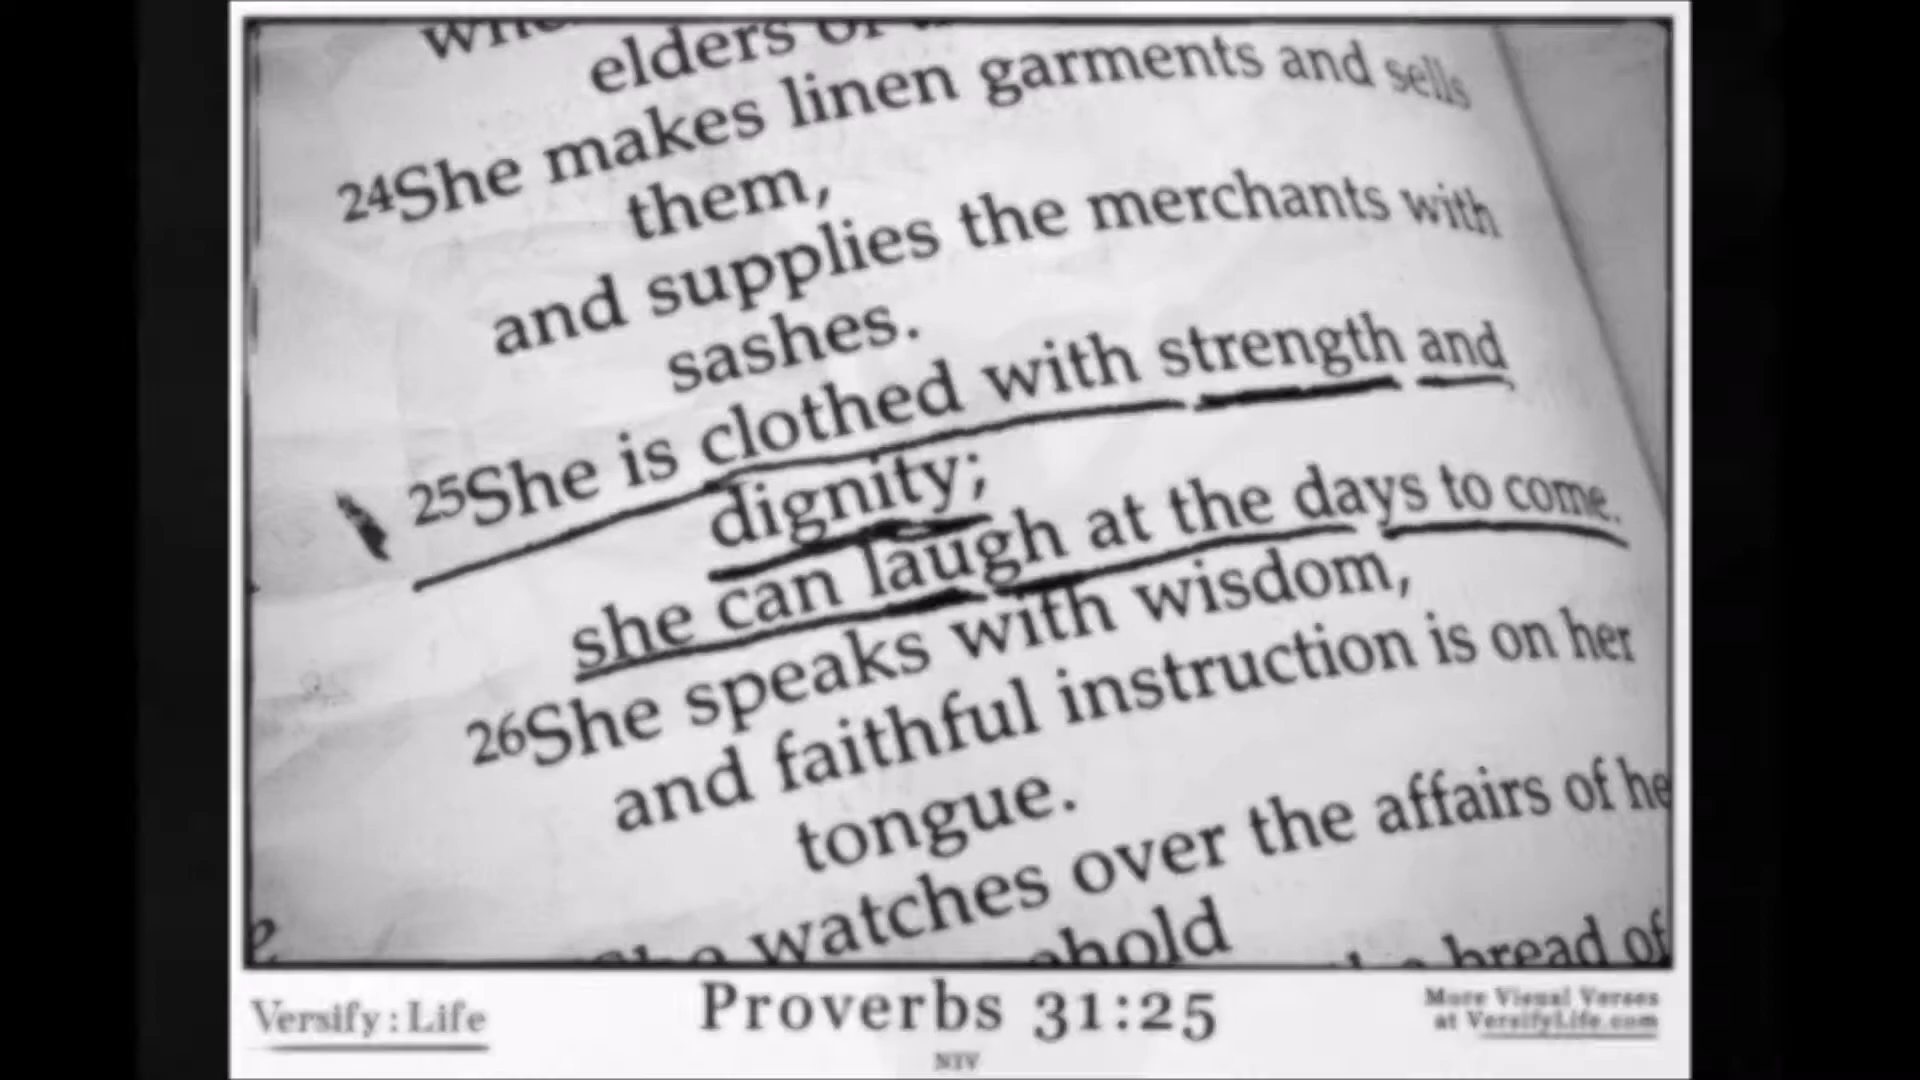 elders
24She makes linen garments and sells
them,
and supplies the merchants with
sashes.
25She is clothed with strength and
dignity;
she can laugh at the days to come.
26She speaks with wisdom,
and faithful instruction is on her
tongue.
watches over the affairs of he
bread of
Versify:Life
Proverbs 31:25
NIV
More Visual Verses
at VersifyLife.com